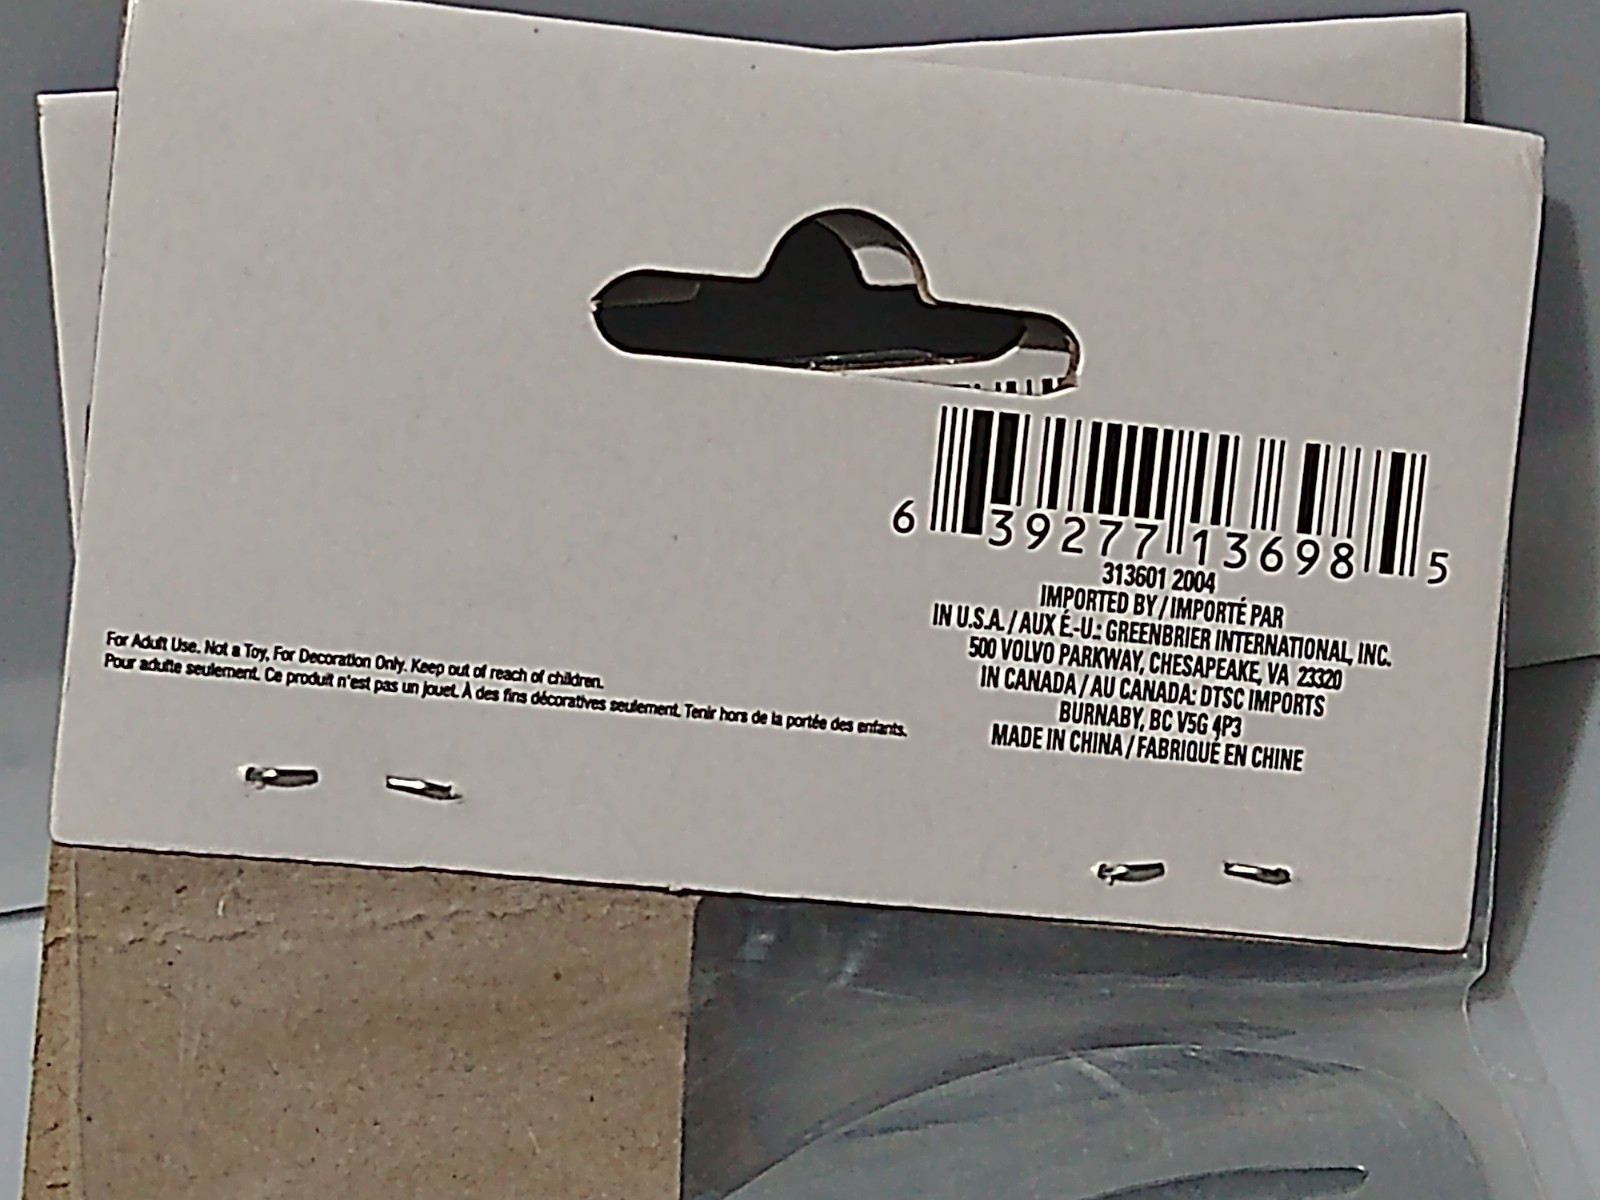 6 39277 13698 5
313601 2004
IMPORTED BY / IMPORTÉ PAR
IN U.S.A. / AUX É.-U.: GREENBRIER INTERNATIONAL, INC.
500 VOLVO PARKWAY, CHESAPEAKE, VA 23320
IN CANADA / AU CANADA: DTSC IMPORTS
BURNABY, BC V5G 4P3
MADE IN CHINA / FABRIQUÉ EN CHINE
For Adult Use. Not a Toy, For Decoration Only. Keep out of reach of children.
Pour adulte seulement. Ce produit n'est pas un jouet. À des fins décoratives seulement. Tenir hors de la portée des enfants.